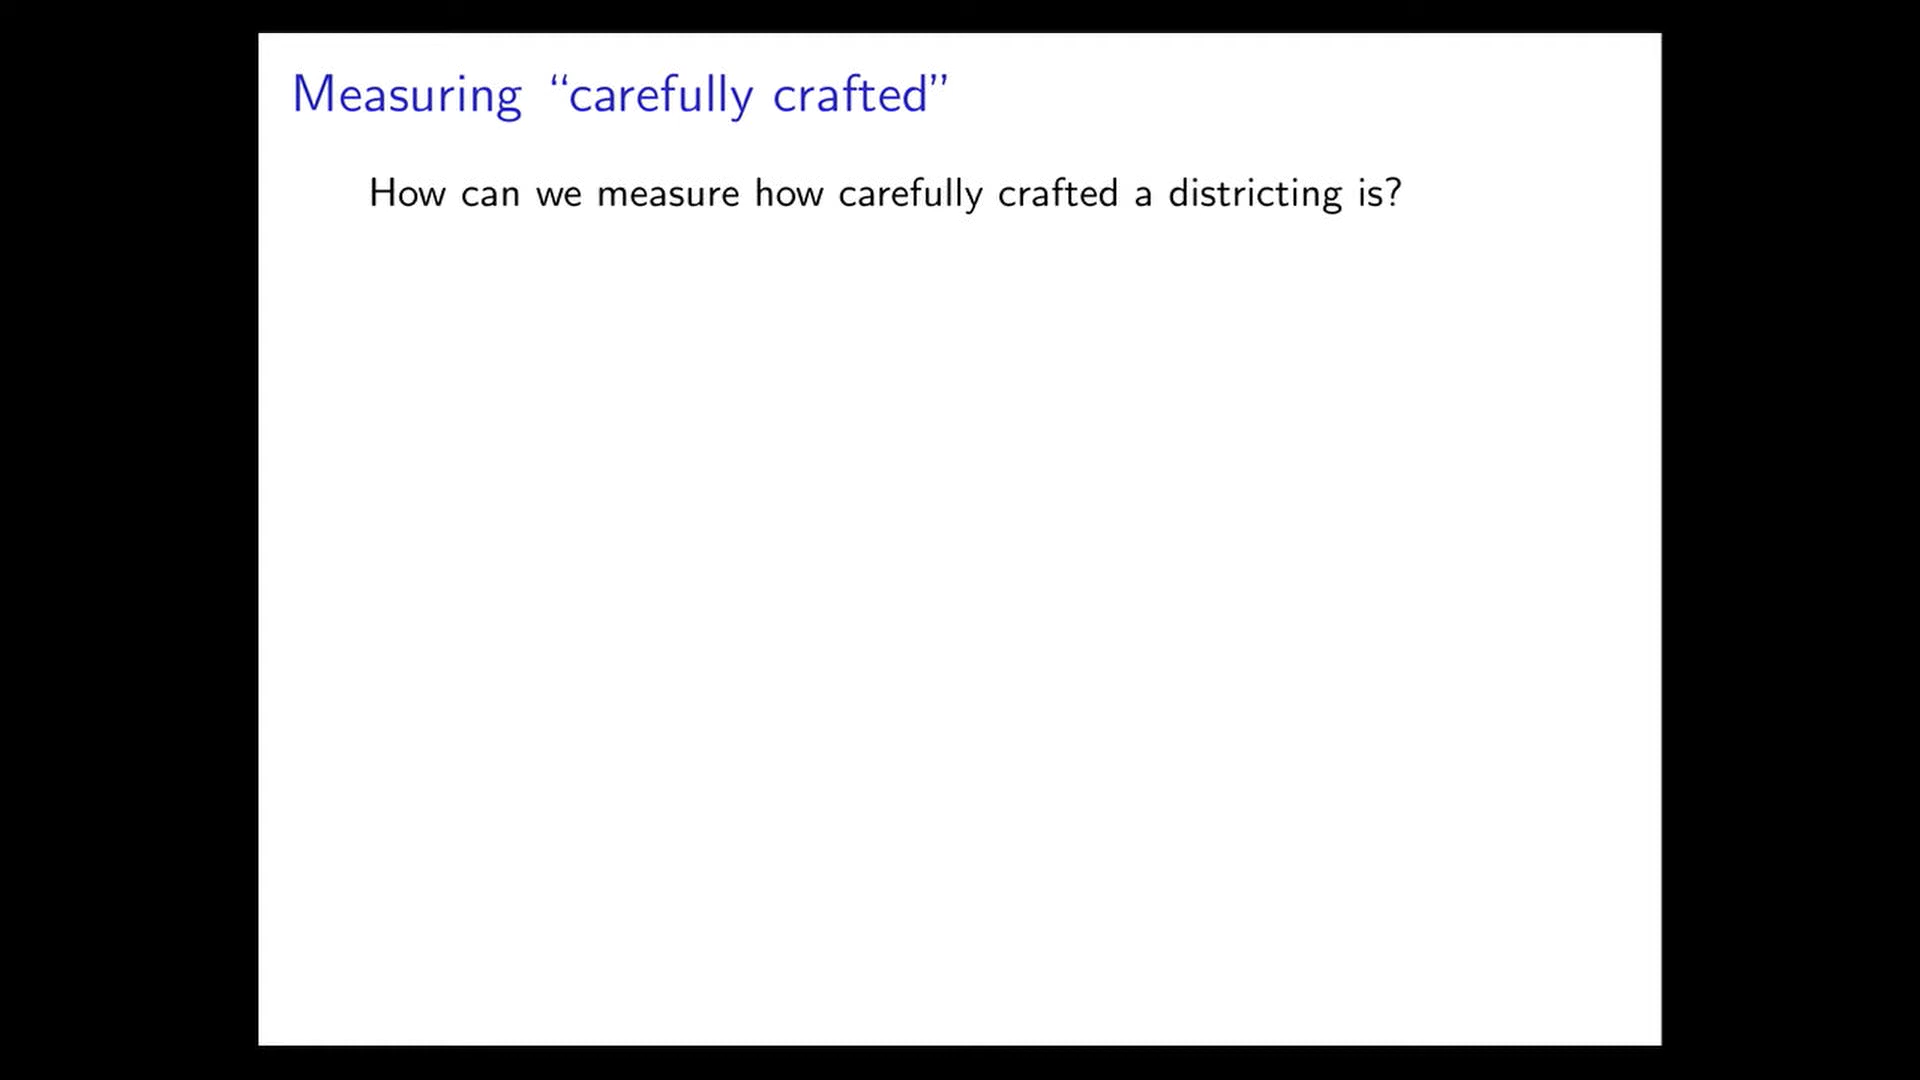 Measuring “carefully crafted”
How can we measure how carefully crafted a districting is?